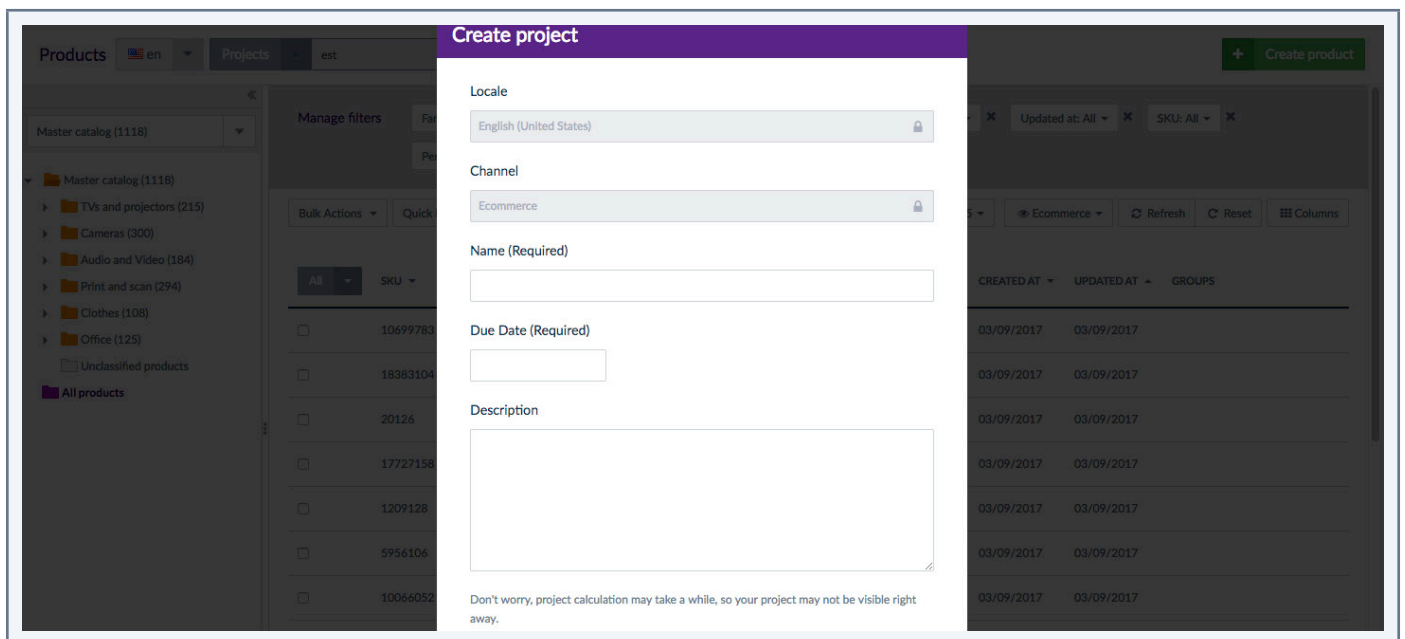 Products
en
Projects
est
Create project
Create product
Master catalog (1118)
Master catalog (1118)
TVs and projectors (215)
Cameras (300)
Audio and Video (184)
Print and scan (294)
Clothes (108)
Office (125)
Unclassified products
All products
Manage filters
Updated at: All
SKU: All
Bulk Actions
Quick
Ecommerce
Refresh
Reset
Columns
All
SKU
CREATED AT
UPDATED AT
GROUPS
10699783
03/09/2017
03/09/2017
18383104
03/09/2017
03/09/2017
20126
03/09/2017
03/09/2017
17727158
03/09/2017
03/09/2017
1209128
03/09/2017
03/09/2017
5956106
03/09/2017
03/09/2017
10066052
03/09/2017
03/09/2017
Locale
English (United States)
Channel
Ecommerce
Name (Required)
Due Date (Required)
Description
Don't worry, project calculation may take a while, so your project may not be visible right
away.